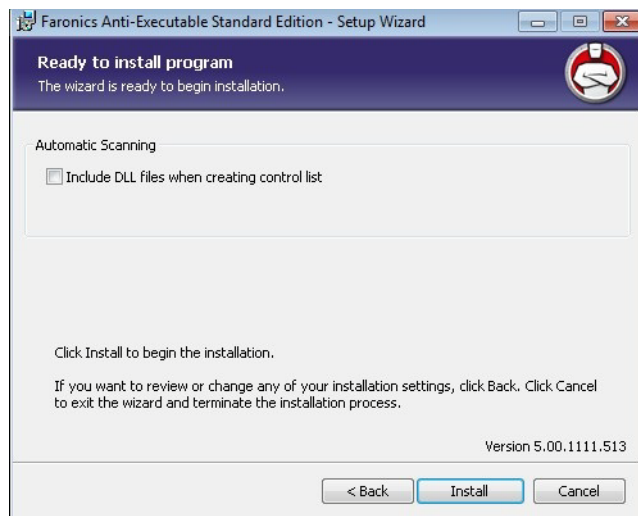 Faronics Anti-Executable Standard Edition - Setup Wizard
Ready to install program
The wizard is ready to begin installation.
Automatic Scanning
Include DLL files when creating control list
Click Install to begin the installation.
If you want to review or change any of your installation settings, click Back. Click Cancel
to exit the wizard and terminate the installation process.
Version 5.00.1111.513
< Back Install Cancel